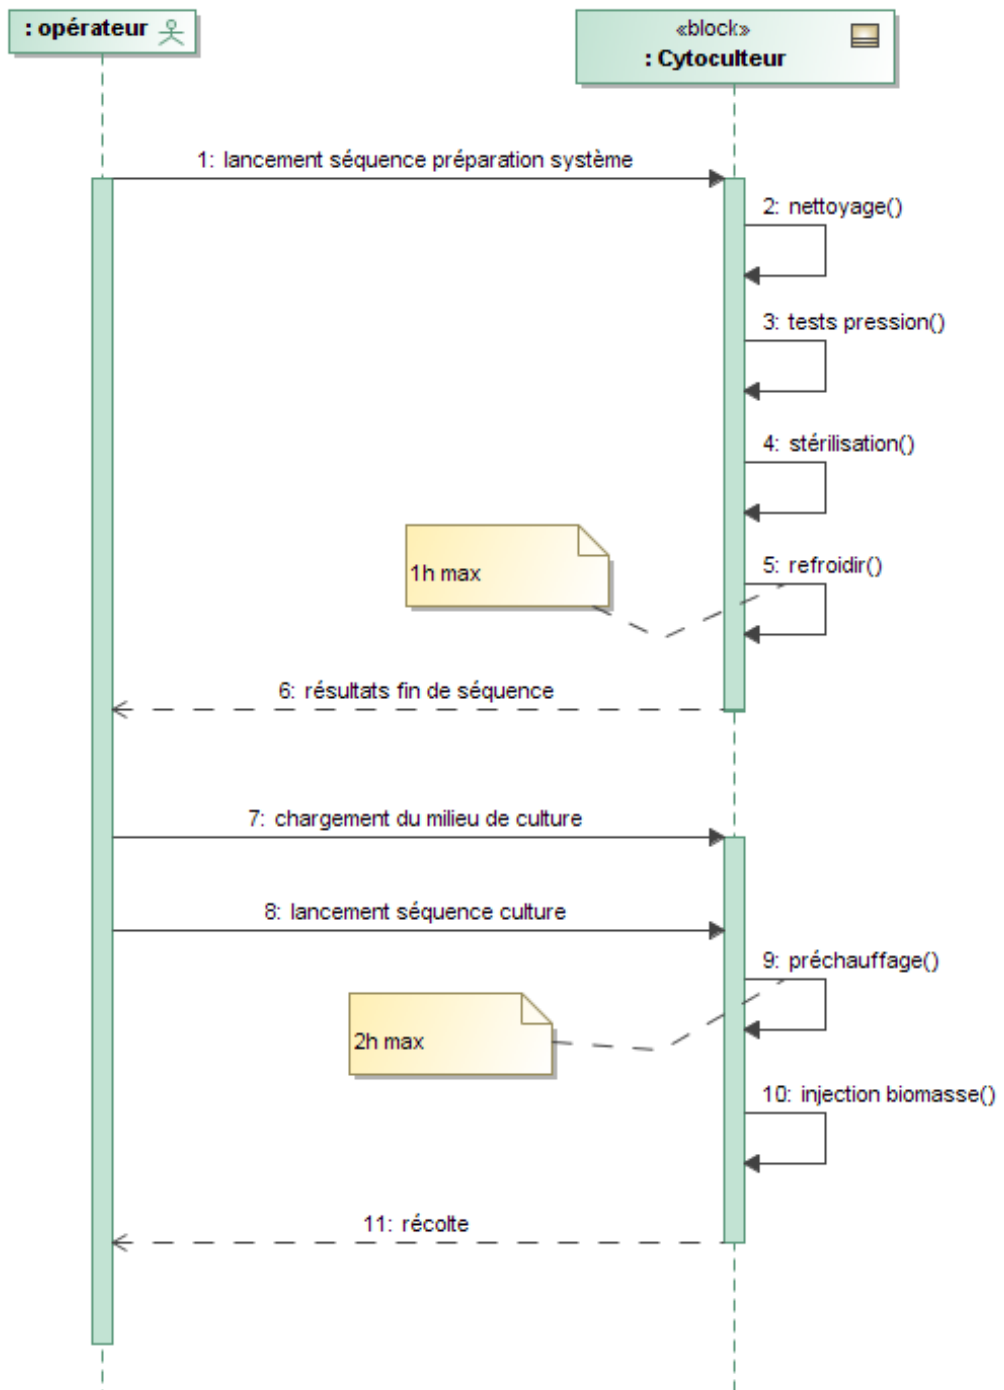 : opérateur
«block»
: Cytoculteur
1: lancement séquence préparation système
2: nettoyage()
3: tests pression()
4: stérilisation()
1h max
5: refroidir()
6: résultats fin de séquence
7: chargement du milieu de culture
8: lancement séquence culture
9: préchauffage()
2h max
10: injection biomasse()
11: récolte